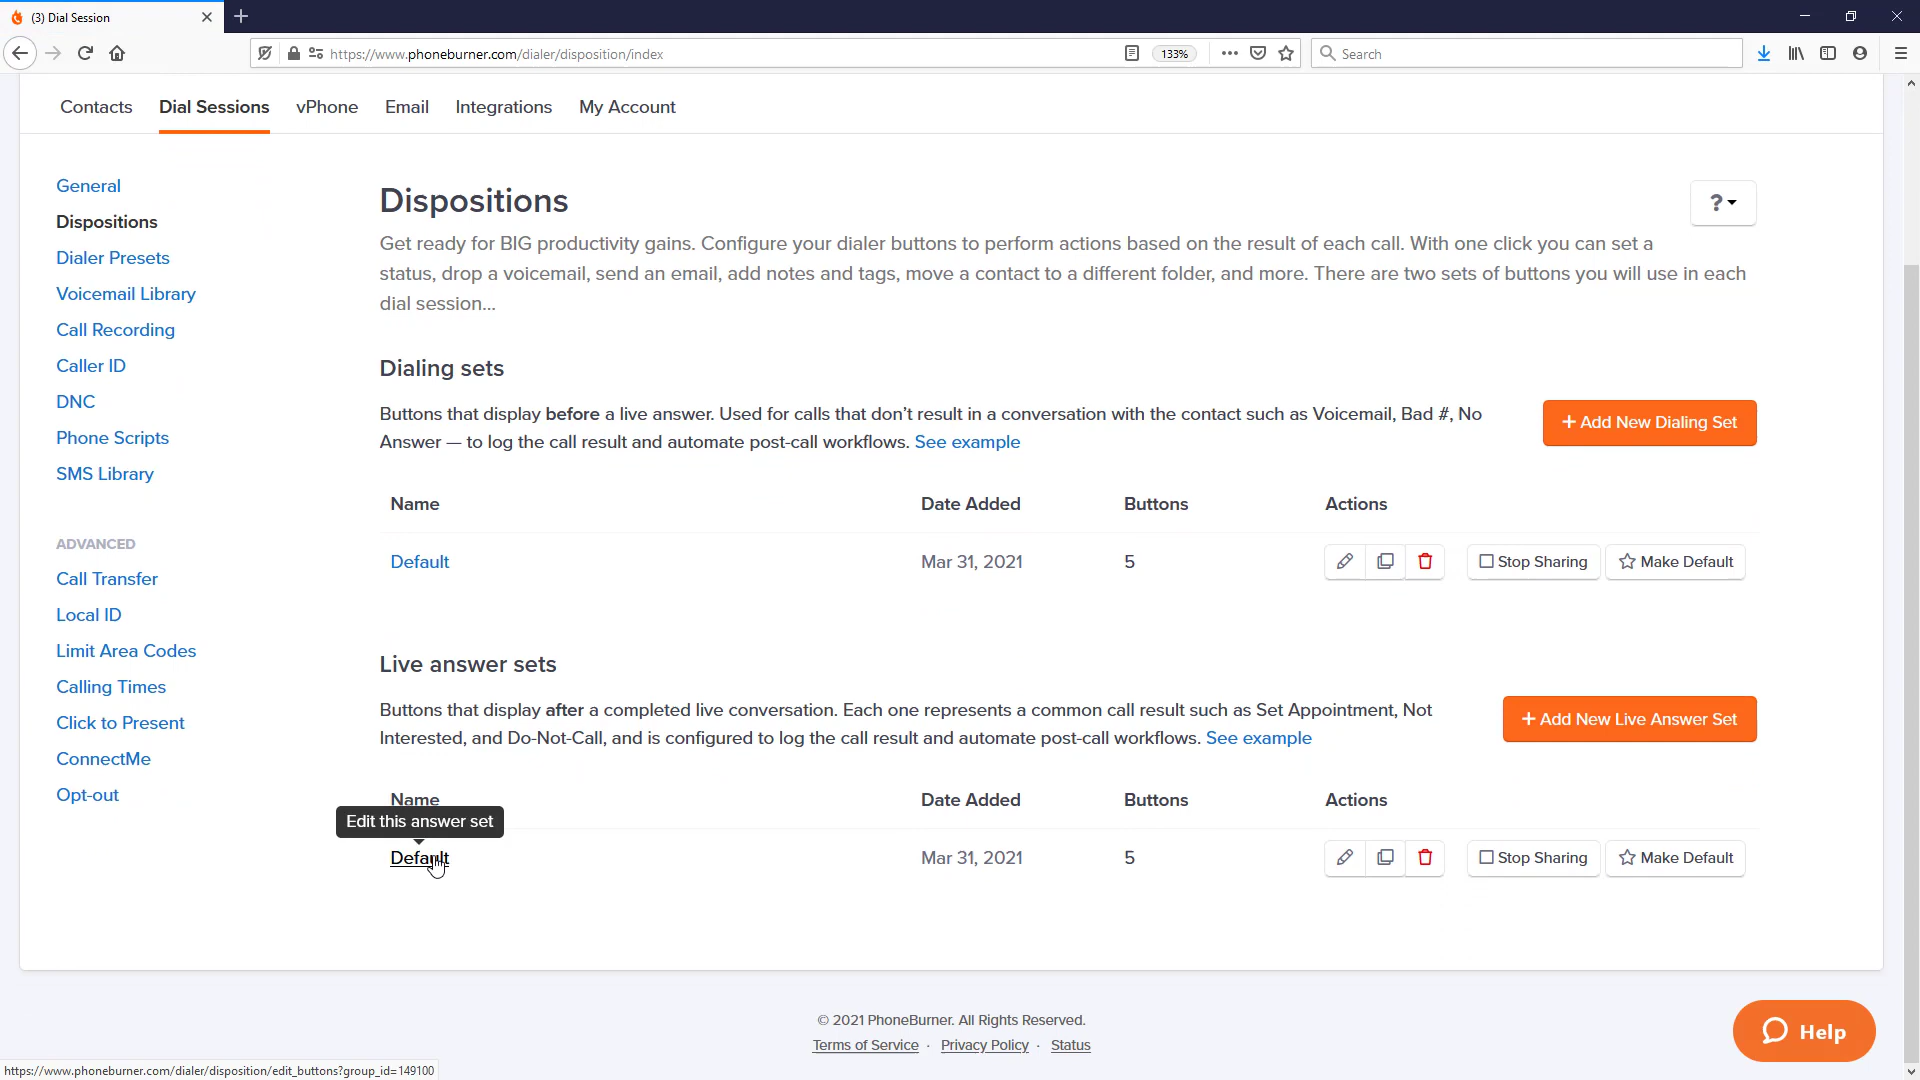 (3) Dial Session
https://www.phoneburner.com/dialer/disposition/index
133%
Search
Contacts
Dial Sessions
vPhone
Email
Integrations
My Account
General
Dispositions
Dialer Presets
Voicemail Library
Call Recording
Caller ID
DNC
Phone Scripts
SMS Library
ADVANCED
Call Transfer
Local ID
Limit Area Codes
Calling Times
Click to Present
ConnectMe
Opt-out
Dispositions
?
Get ready for BIG productivity gains. Configure your dialer buttons to perform actions based on the result of each call. With one click you can set a
status, drop a voicemail, send an email, add notes and tags, move a contact to a different folder, and more. There are two sets of buttons you will use in each
dial session...
Dialing sets
Buttons that display before a live answer. Used for calls that don't result in a conversation with the contact such as Voicemail, Bad #, No
Answer — to log the call result and automate post-call workflows. See example
+ Add New Dialing Set
Name Date Added Buttons Actions
Default Mar 31, 2021 5 Stop Sharing Make Default
Live answer sets
Buttons that display after a completed live conversation. Each one represents a common call result such as Set Appointment, Not
Interested, and Do-Not-Call, and is configured to log the call result and automate post-call workflows. See example
+ Add New Live Answer Set
Name Date Added Buttons Actions
Edit this answer set
Default Mar 31, 2021 5 Stop Sharing Make Default
© 2021 PhoneBurner. All Rights Reserved.
Terms of Service · Privacy Policy · Status
Help
https://www.phoneburner.com/dialer/disposition/edit_buttons?group_id=149100